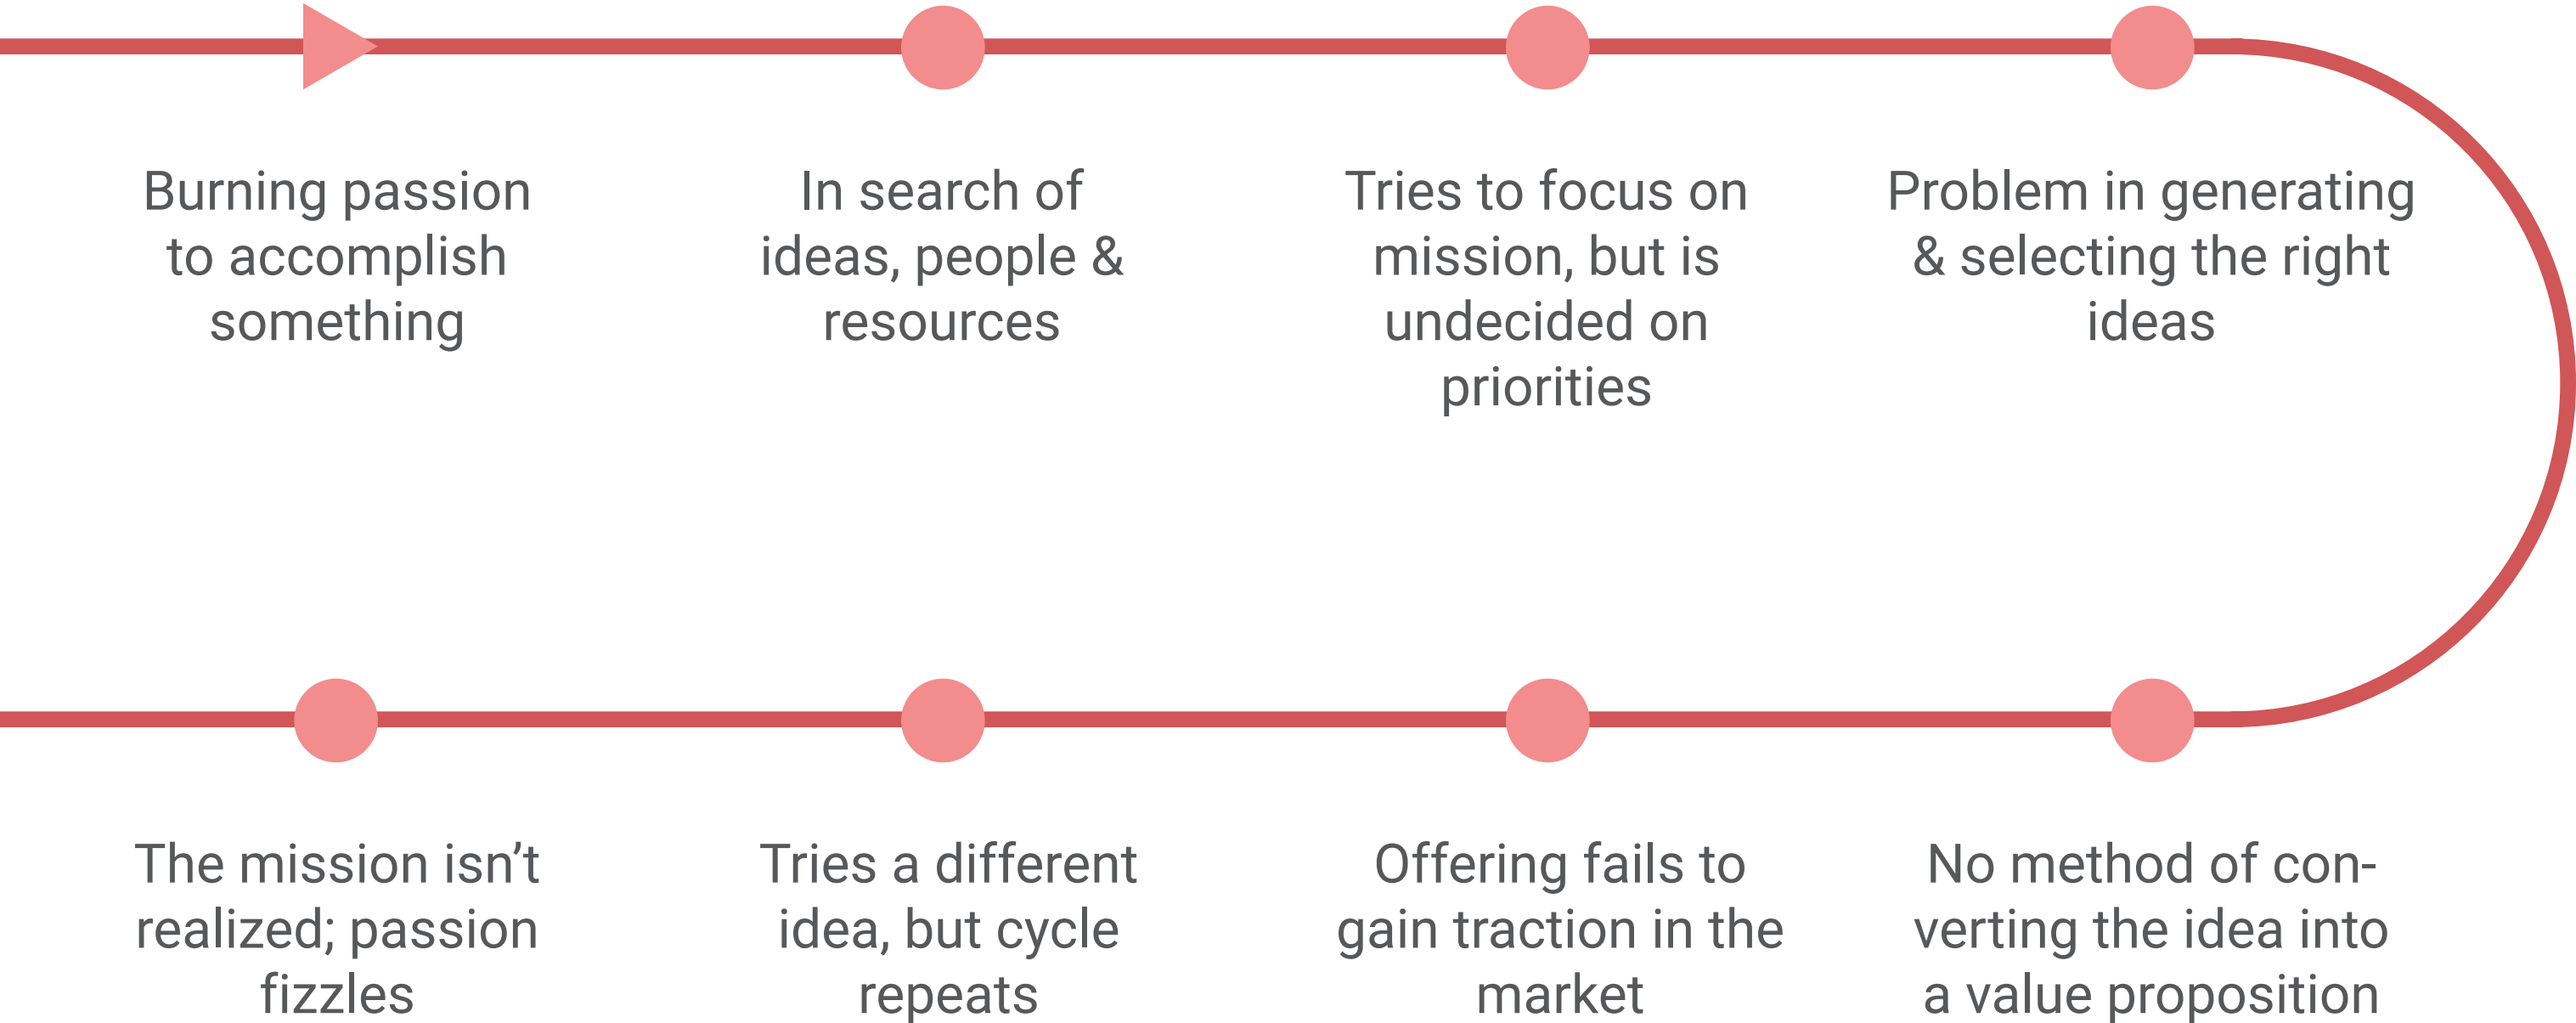 Burning passion
to accomplish
something
In search of
ideas, people &
resources
Tries to focus on
mission, but is
undecided on
priorities
Problem in generating
& selecting the right
ideas
No method of con-
verting the idea into
a value proposition
Offering fails to
gain traction in the
market
Tries a different
idea, but cycle
repeats
The mission isn’t
realized; passion
fizzles